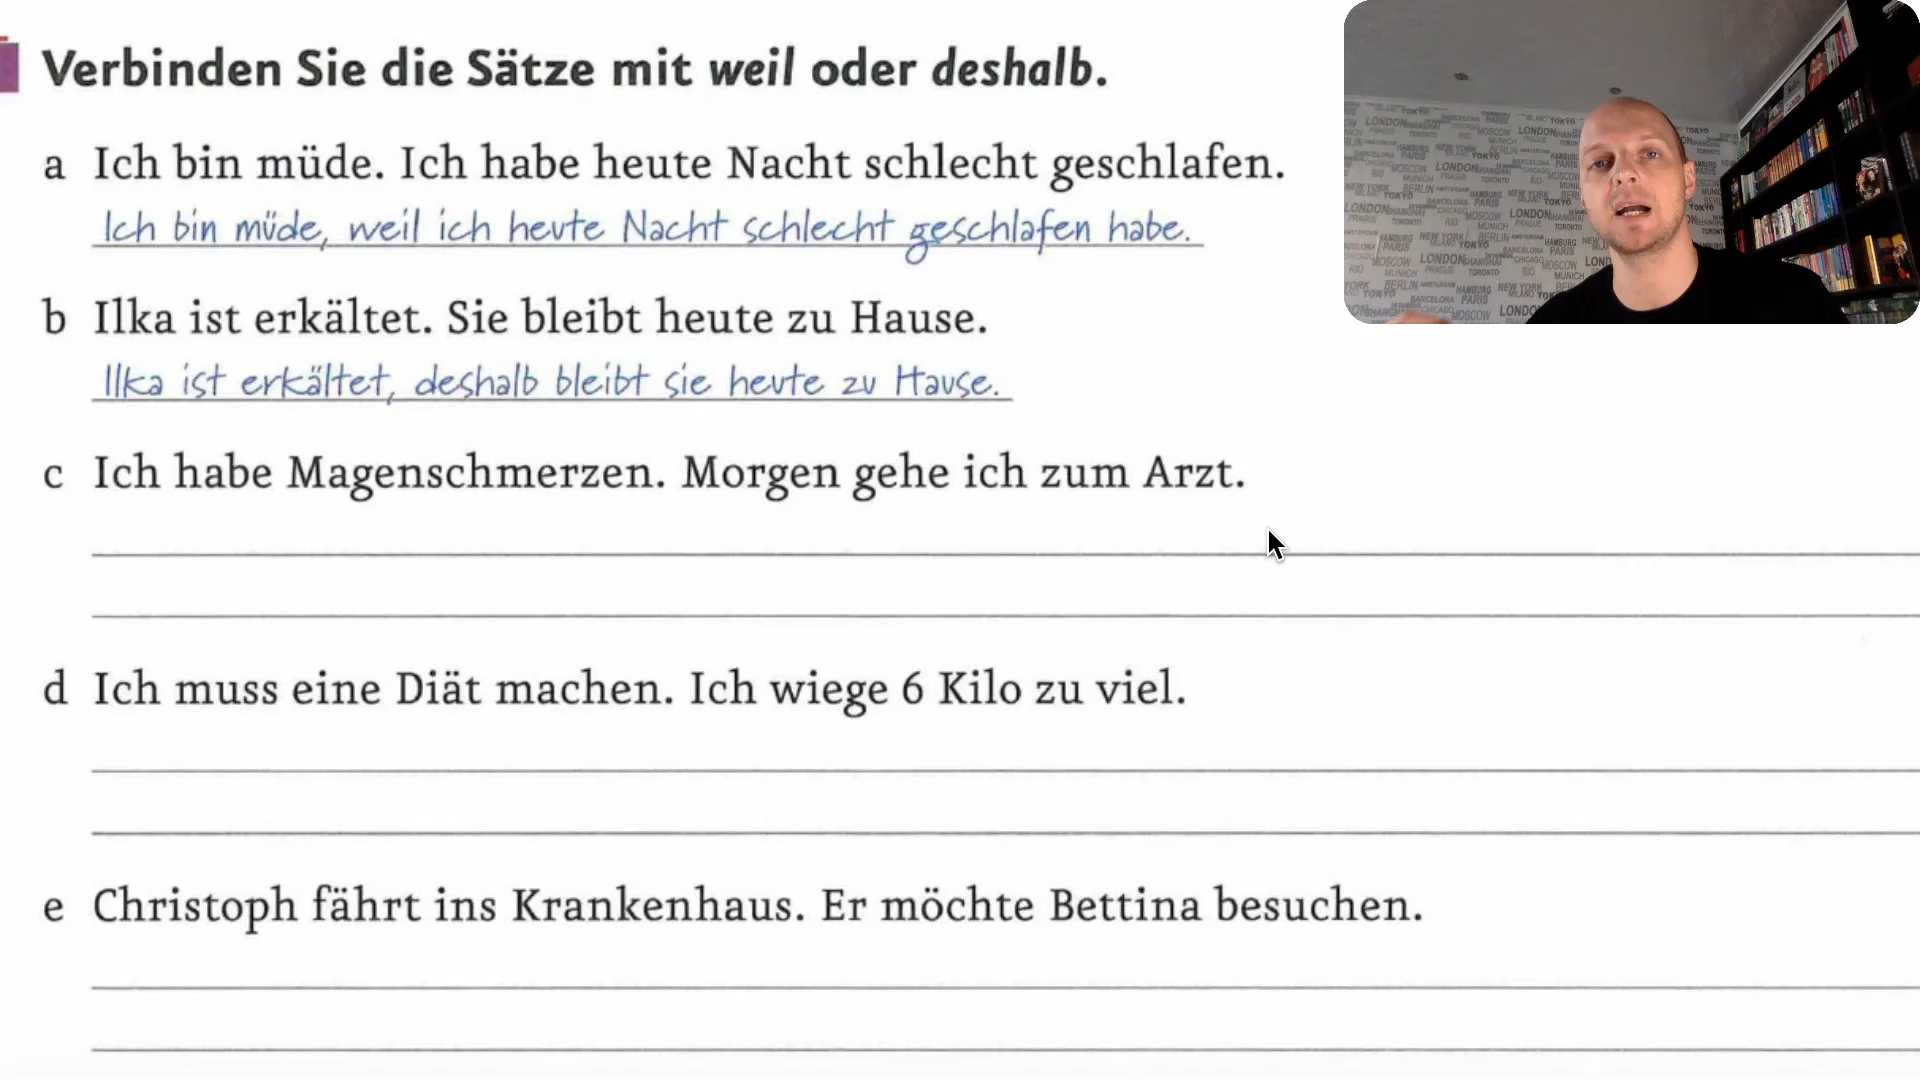 Verbinden Sie die Sätze mit weil oder deshalb.
a Ich bin müde. Ich habe heute Nacht schlecht geschlafen.
Ich bin müde, weil ich heute Nacht schlecht geschlafen habe.
b Ilka ist erkältet. Sie bleibt heute zu Hause.
Ilka ist erkältet, deshalb bleibt sie heute zu Hause.
c Ich habe Magenschmerzen. Morgen gehe ich zum Arzt.
d Ich muss eine Diät machen. Ich wiege 6 Kilo zu viel.
e Christoph fährt ins Krankenhaus. Er möchte Bettina besuchen.